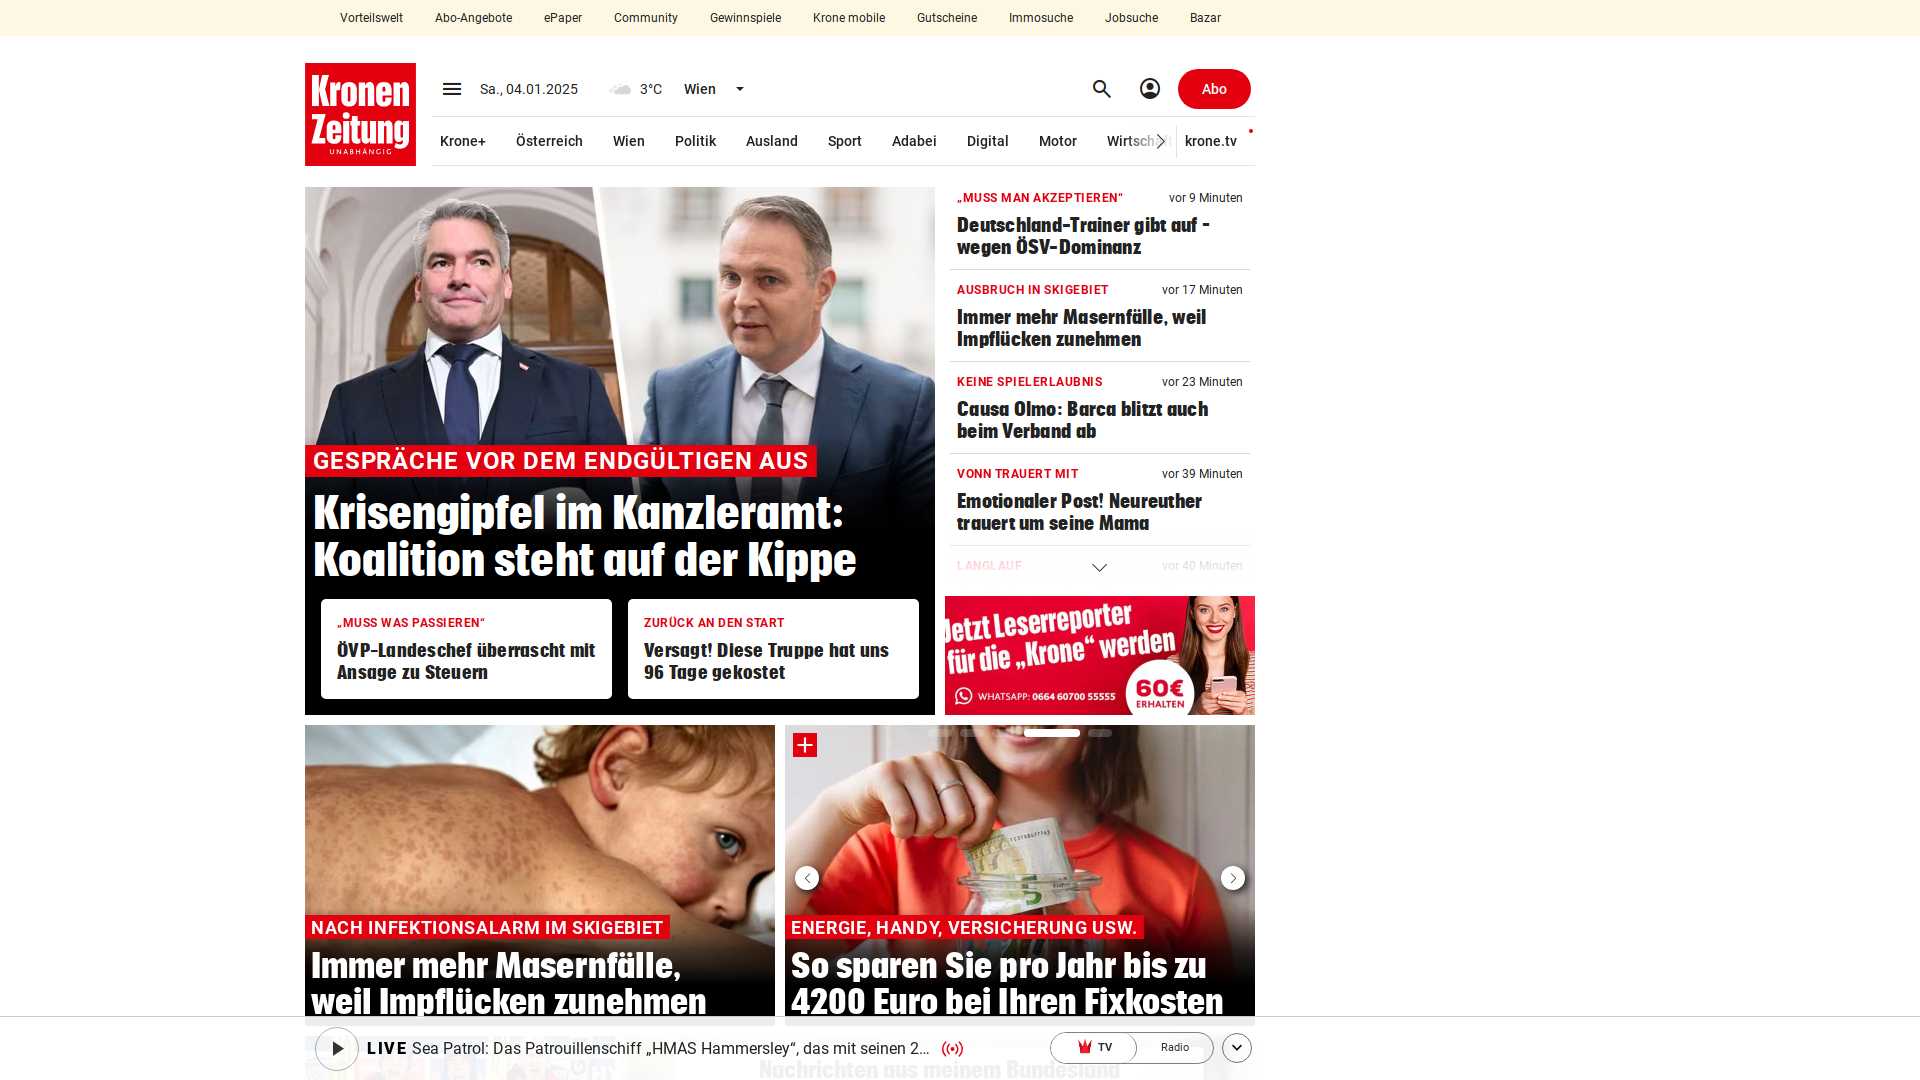 Vorteilswelt Abo-Angebote ePaper Community Gewinnspiele Krone mobile Gutscheine Immosuche Jobsuche Bazar
Kronen
Zeitung
UNABHÄNGIG
Sa., 04.01.2025 3°C Wien Abo
Krone+ Österreich Wien Politik Ausland Sport Adabei Digital Motor Wirtschaft krone.tv
GESPRÄCHE VOR DEM ENDGÜLTIGEN AUS
Krisengipfel im Kanzleramt:
Koalition steht auf der Kippe
„MUSS WAS PASSIEREN“
ÖVP-Landeschef überrascht mit
Ansage zu Steuern
ZURÜCK AN DEN START
Versagt! Diese Truppe hat uns
96 Tage gekostet
„MUSS MAN AKZEPTIEREN“ vor 9 Minuten
Deutschland-Trainer gibt auf -
wegen ÖSV-Dominanz
AUSBRUCH IN SKIGEBIET vor 17 Minuten
Immer mehr Masernfälle, weil
Impflücken zunehmen
KEINE SPIELERLAUBNIS vor 23 Minuten
Causa Olmo: Barca blitzt auch
beim Verband ab
VONN TRAUERT MIT vor 39 Minuten
Emotionaler Post! Neureuther
trauert um seine Mama
LANGLAUF vor 40 Minuten
Jetzt Leserreporter
für die „Krone“ werden
WHATSAPP: 0664 60700 55555
60€
ERHALTEN
NACH INFEKTIONSALARM IM SKIGEBIET
Immer mehr Masernfälle,
weil Impflücken zunehmen
ENERGIE, HANDY, VERSICHERUNG USW.
So sparen Sie pro Jahr bis zu
4200 Euro bei Ihren Fixkosten
LIVE Sea Patrol: Das Patrouillenschiff „HMAS Hammersley“, das mit seinen 2... TV Radio
Nachrichten aus meinem Bundesland